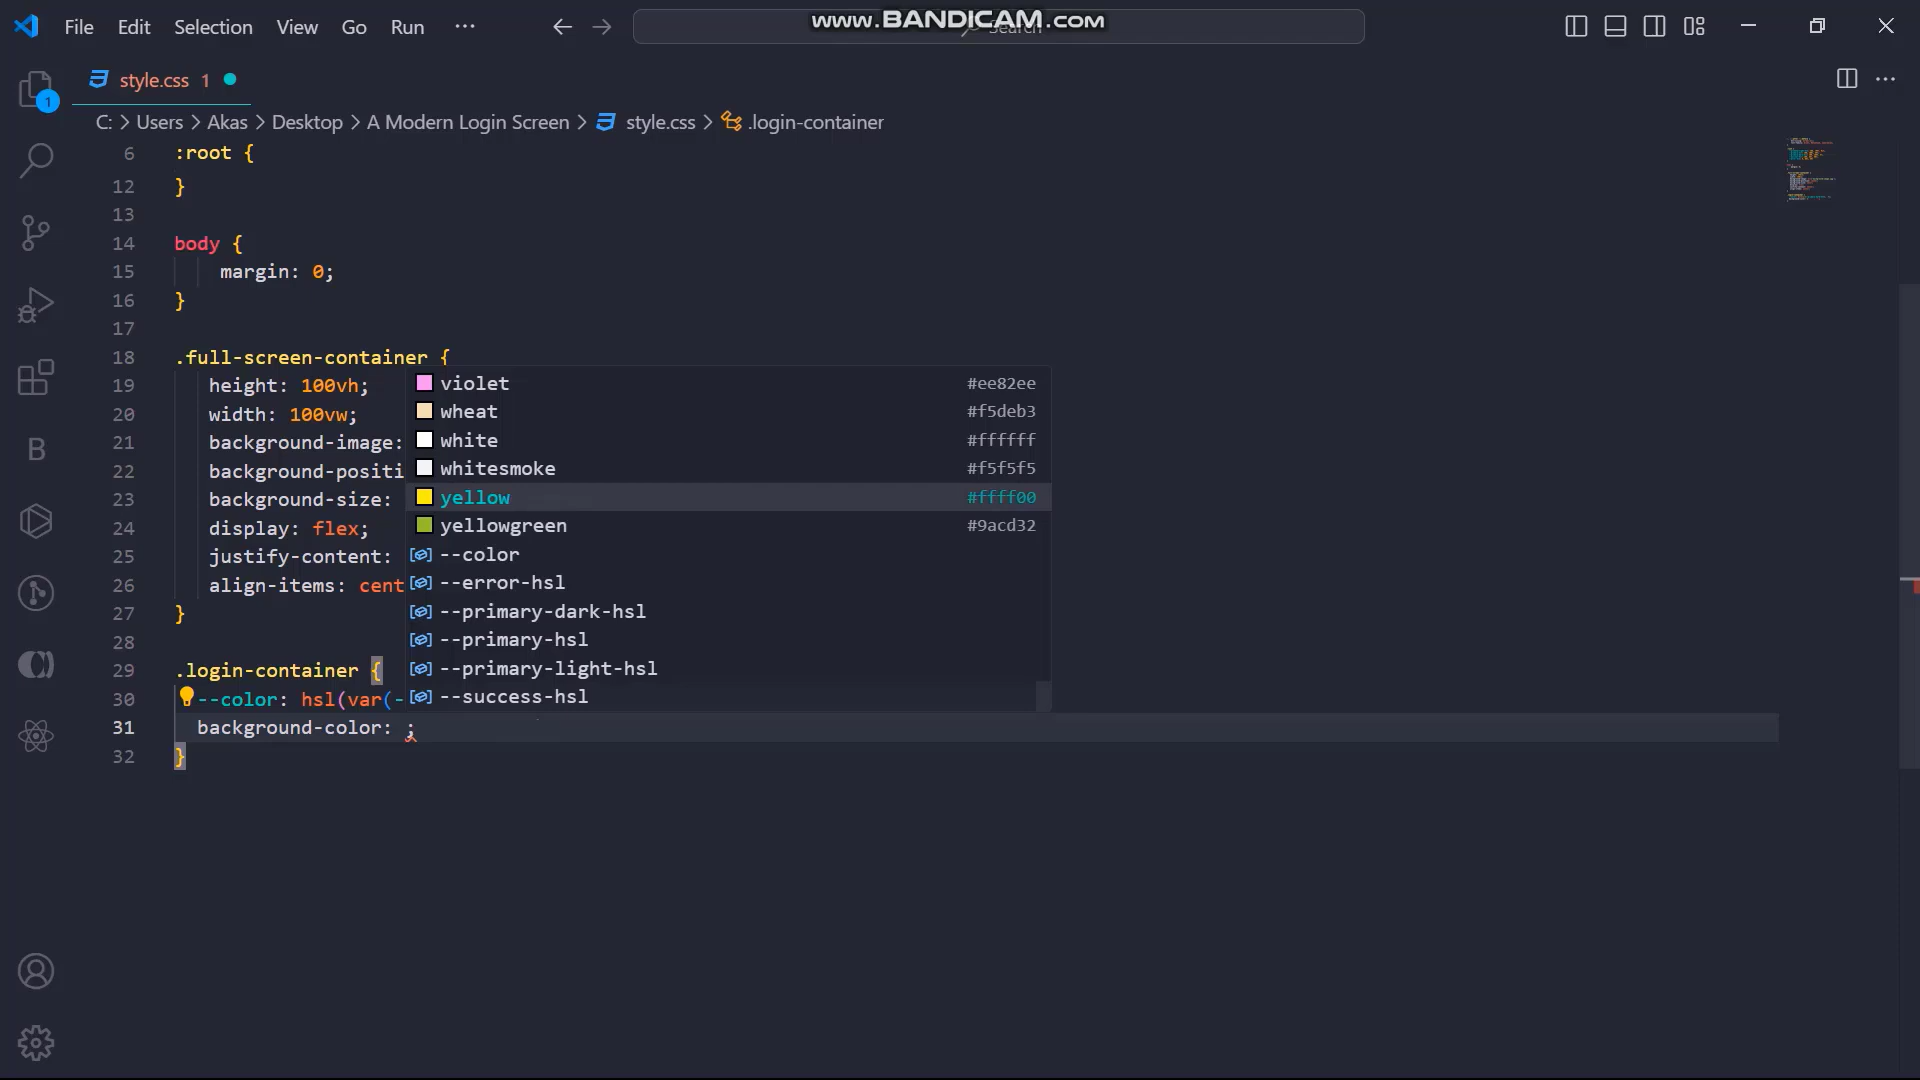 File Edit Selection View Go Run ···
www.BANDICAM.com
Search
style.css 1
C: > Users > Akas > Desktop > A Modern Login Screen > style.css > .login-container
1
6 :root {
12 }
13
14 body {
15 margin: 0;
16 }
17
18 .full-screen-container {
19 height: 100vh;
20 width: 100vw;
21 background-image:
22 background-positi
23 background-size:
24 display: flex;
25 justify-content:
26 align-items: cent
27 }
28
29 .login-container {
30 --color: hsl(var(-
31 background-color: ;
32 }
violet #ee82ee
wheat #f5deb3
white #ffffff
whitesmoke #f5f5f5
yellow #ffff00
yellowgreen #9acd32
--color
--error-hsl
--primary-dark-hsl
--primary-hsl
--primary-light-hsl
--success-hsl
B